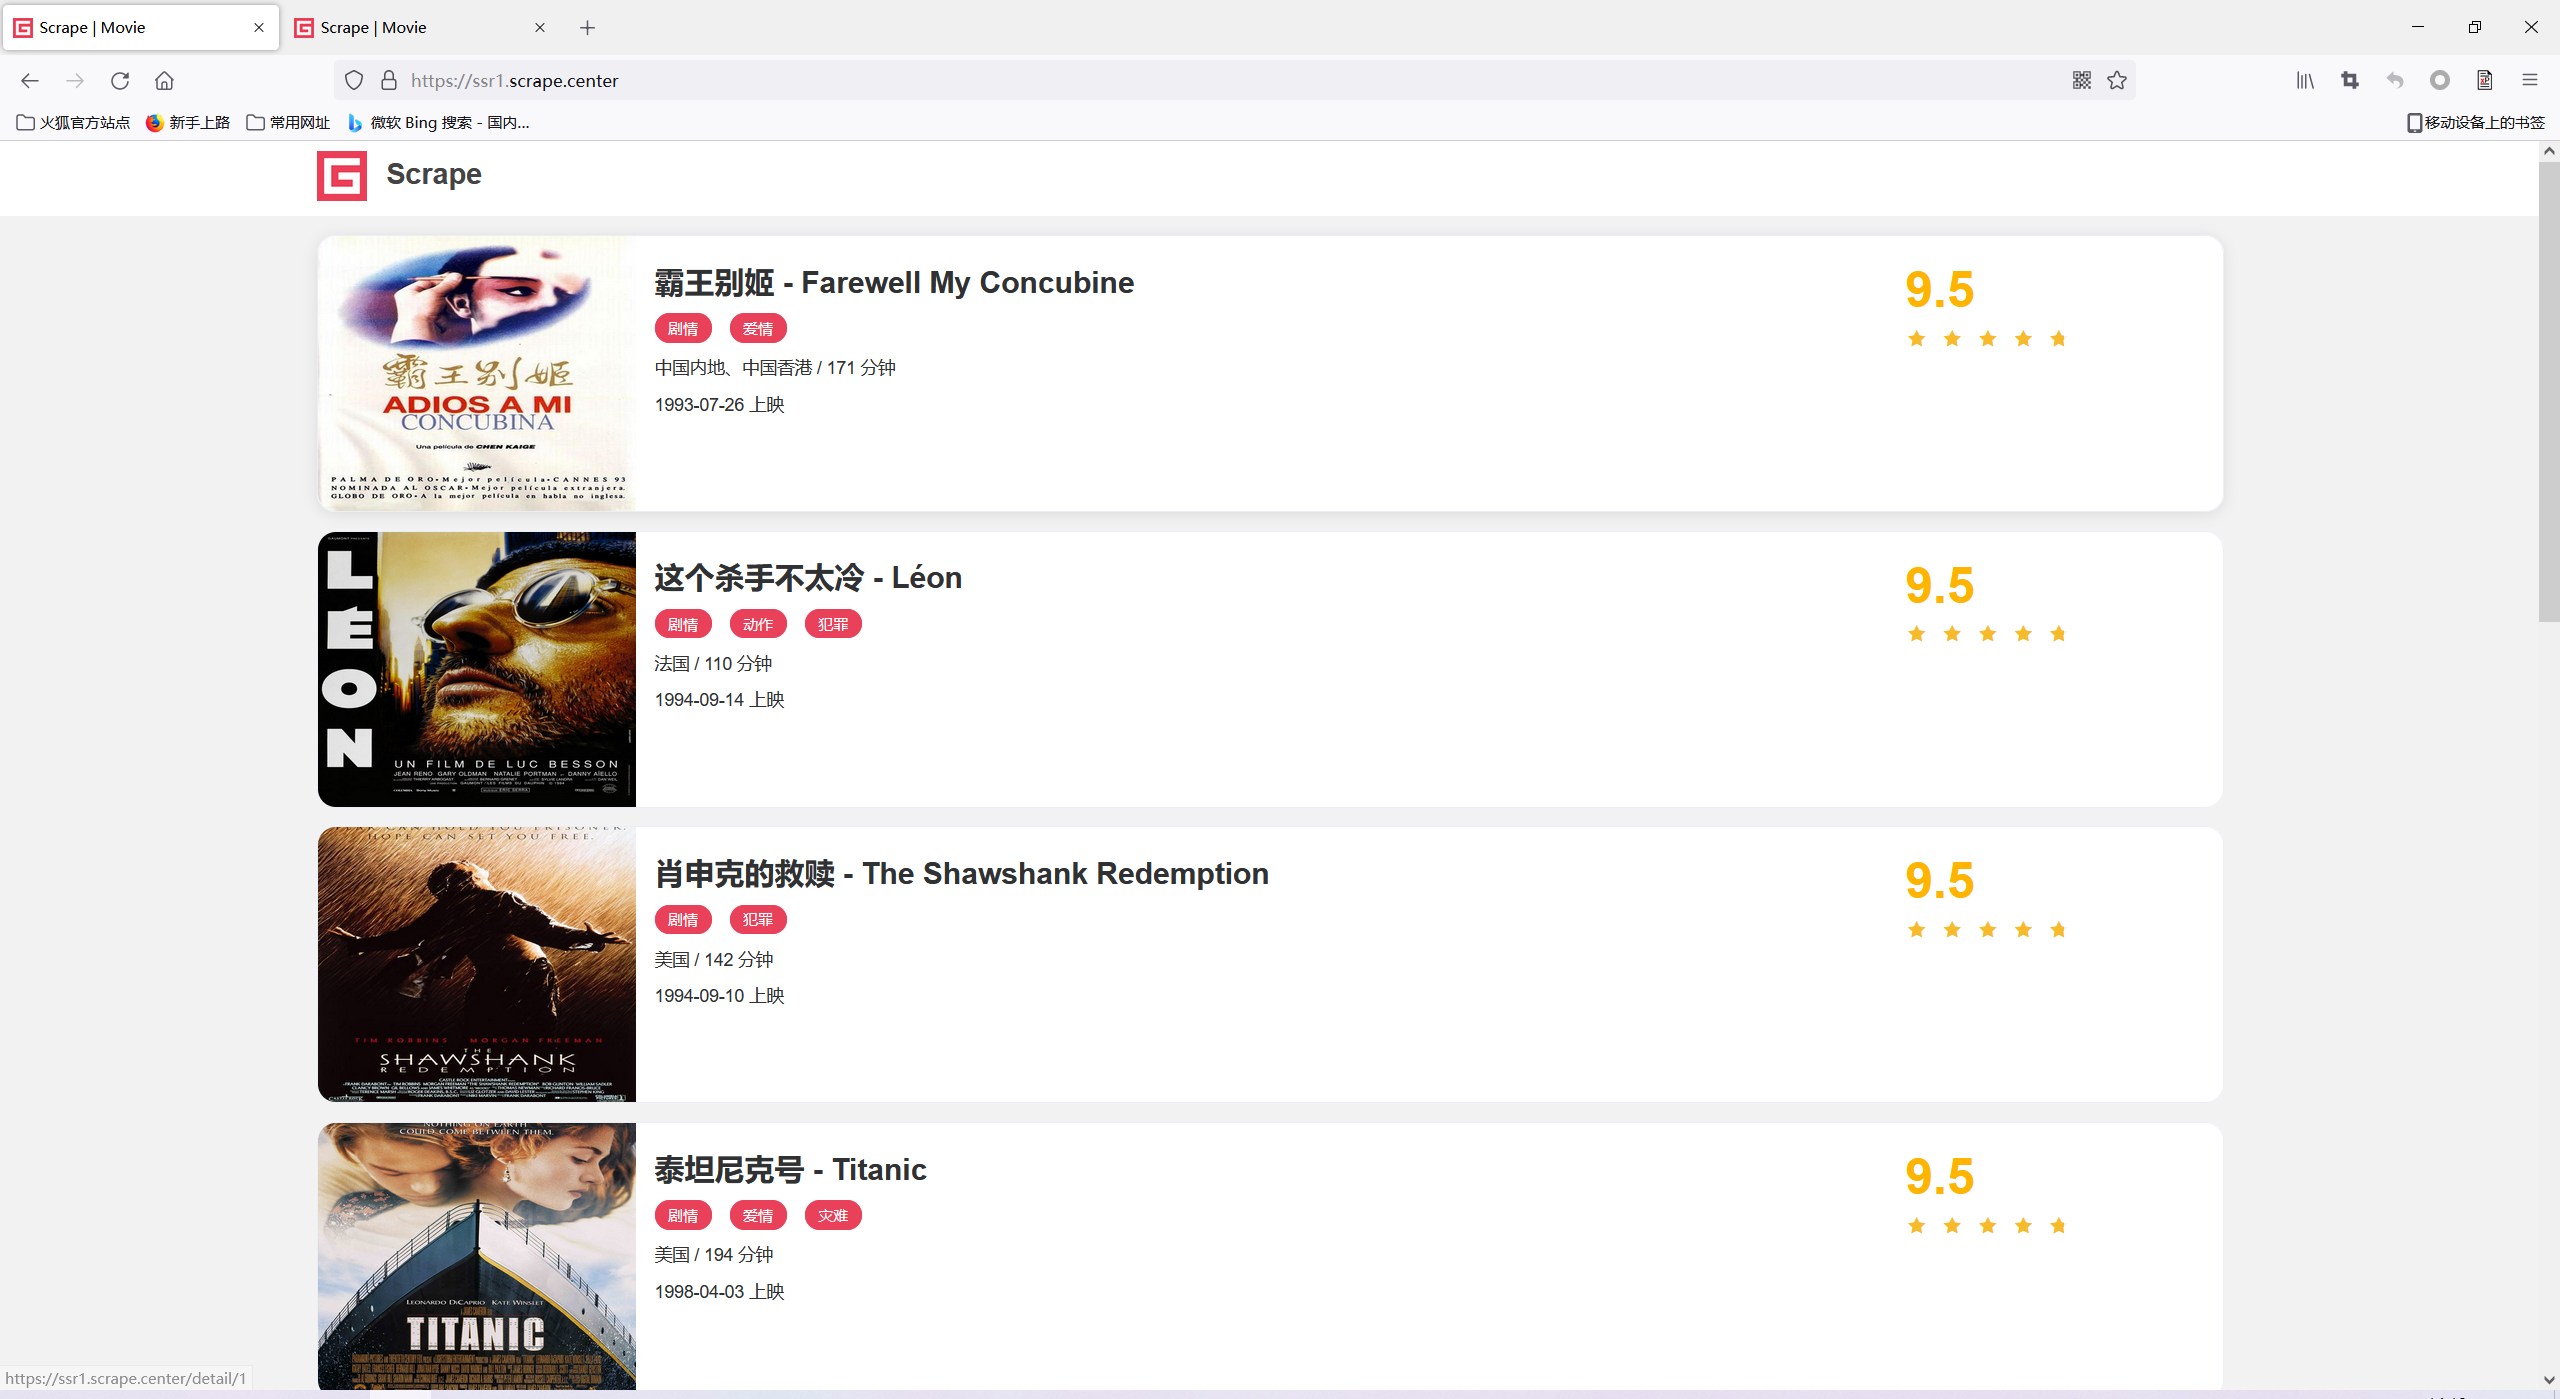 Scrape | Movie
Scrape | Movie
https://ssr1.scrape.center
火狐官方站点
新手上路
常用网址
微软 Bing 搜索 - 国内...
移动设备上的书签
Scrape
霸王别姬 - Farewell My Concubine
9.5
剧情 爱情
中国内地、中国香港 / 171 分钟
1993-07-26 上映
霸王别姬
ADIOS A MI
CONCUBINA
Una película de CHEN KAIGE
PALMA DE ORO•Mejor película•CANNES 93
NOMINADA AL OSCAR•Mejor película extranjera.
GLOBO DE ORO•A la mejor película en habla no inglesa.
这个杀手不太冷 - Léon
9.5
剧情 动作 犯罪
法国 / 110 分钟
1994-09-14 上映
LÉON
UN FILM DE LUC BESSON
JEAN RENO GARY OLDMAN NATALIE PORTMAN ET DANNY AIELLO
肖申克的救赎 - The Shawshank Redemption
9.5
剧情 犯罪
美国 / 142 分钟
1994-09-10 上映
HOPE CAN SET YOU FREE.
TIM ROBBINS MORGAN FREEMAN
THE
SHAWSHANK
REDEMPTION
泰坦尼克号 - Titanic
9.5
剧情 爱情 灾难
美国 / 194 分钟
1998-04-03 上映
NOTHING ON EARTH
COULD COME BETWEEN THEM.
LEONARDO DICAPRIO KATE WINSLET
TITANIC
https://ssr1.scrape.center/detail/1